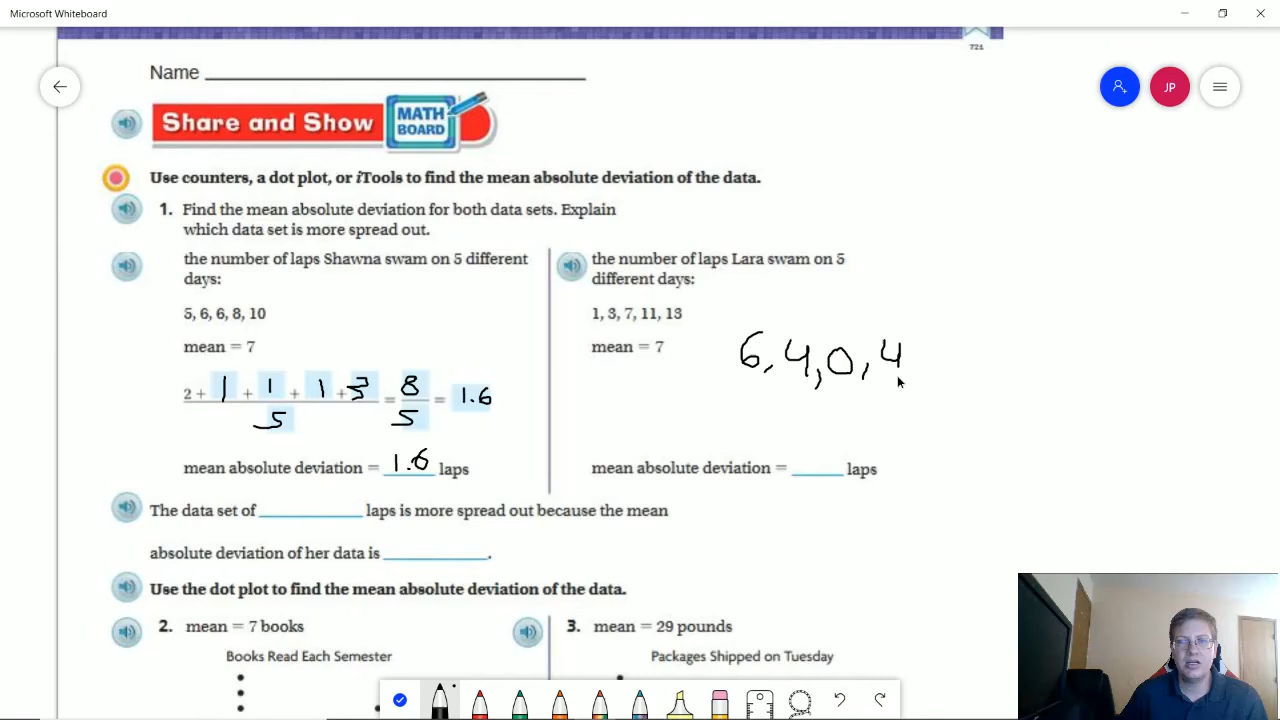 Microsoft Whiteboard
721
Name
Share and Show MATH BOARD
JP
Use counters, a dot plot, or iTools to find the mean absolute deviation of the data.
1. Find the mean absolute deviation for both data sets. Explain
which data set is more spread out.
the number of laps Shawna swam on 5 different
days:
5, 6, 6, 8, 10
mean = 7
2 + 1 + 1 + 1 + 3 = 8 = 1.6
5 5
mean absolute deviation = 1.6 laps
the number of laps Lara swam on 5
different days:
1, 3, 7, 11, 13
mean = 7
6, 4, 0, 4
mean absolute deviation = ______ laps
The data set of ____________ laps is more spread out because the mean
absolute deviation of her data is ____________.
Use the dot plot to find the mean absolute deviation of the data.
2. mean = 7 books
Books Read Each Semester
3. mean = 29 pounds
Packages Shipped on Tuesday